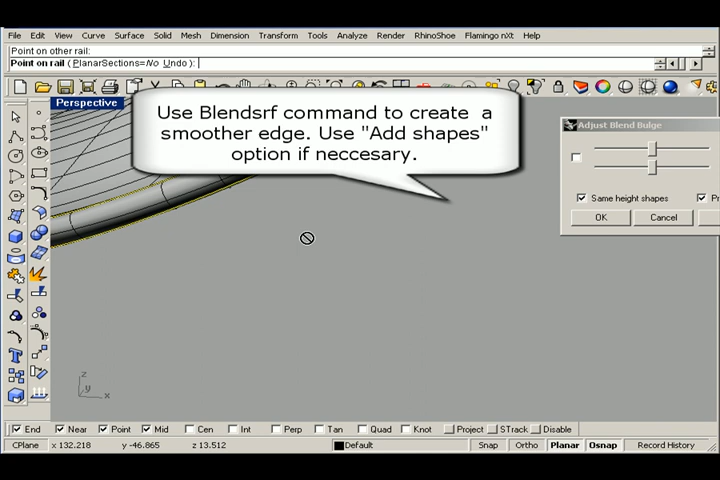 File Edit View Curve Surface Solid Mesh Dimension Transform Tools Analyze Render RhinoShoe Flamingo nXt Help
Point on other rail:
Point on rail ( PlanarSections=No Undo ):
Perspective
Use Blendsrf command to create a
smoother edge. Use "Add shapes"
option if neccesary.
Adjust Blend Bulge
Same height shapes
OK Cancel
z
y
x
End Near Point Mid Cen Int Perp Tan Quad Knot Project STrack Disable
CPlane x 132.218 y -46.865 z 13.512 Default Snap Ortho Planar Osnap Record History